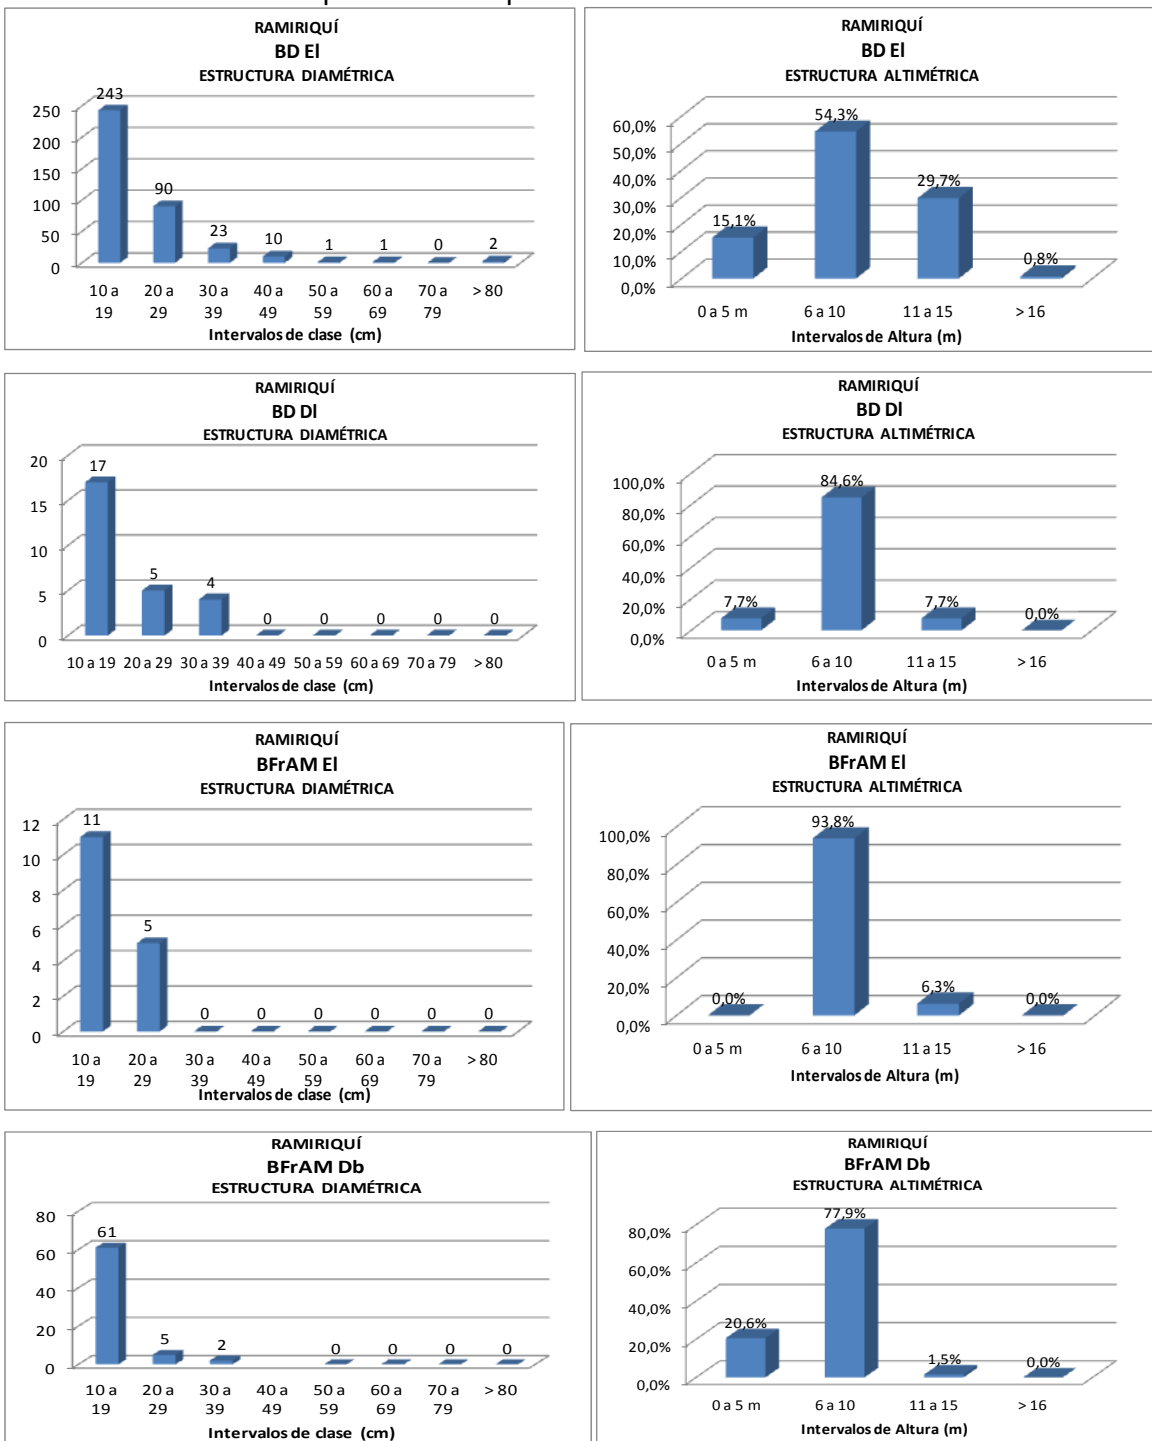 RAMIRIQUÍ
BD El
ESTRUCTURA DIAMÉTRICA
243
250
200
150
100
50
0
90
23
10
1
1
0
2
10 a 19
20 a 29
30 a 39
40 a 49
50 a 59
60 a 69
70 a 79
> 80
Intervalos de clase (cm)
RAMIRIQUÍ
BD El
ESTRUCTURA ALTIMÉTRICA
60,0%
50,0%
40,0%
30,0%
20,0%
10,0%
0,0%
15,1%
54,3%
29,7%
0,8%
0 a 5 m
6 a 10
11 a 15
> 16
Intervalos de Altura (m)
RAMIRIQUÍ
BD Dl
ESTRUCTURA DIAMÉTRICA
20
15
10
5
0
17
5
4
0
0
0
0
0
10 a 19 20 a 29 30 a 39 40 a 49 50 a 59 60 a 69 70 a 79 > 80
Intervalos de clase (cm)
RAMIRIQUÍ
BD Dl
ESTRUCTURA ALTIMÉTRICA
100,0%
80,0%
60,0%
40,0%
20,0%
0,0%
7,7%
84,6%
7,7%
0,0%
0 a 5 m
6 a 10
11 a 15
> 16
Intervalos de Altura (m)
RAMIRIQUÍ
BFrAM El
ESTRUCTURA DIAMÉTRICA
12
10
8
6
4
2
0
11
5
0
0
0
0
0
0
10 a 19
20 a 29
30 a 39
40 a 49
50 a 59
60 a 69
70 a 79
> 80
Intervalos de clase (cm)
RAMIRIQUÍ
BFrAM El
ESTRUCTURA ALTIMÉTRICA
100,0%
80,0%
60,0%
40,0%
20,0%
0,0%
0,0%
93,8%
6,3%
0,0%
0 a 5 m
6 a 10
11 a 15
> 16
Intervalos de Altura (m)
RAMIRIQUÍ
BFrAM Db
ESTRUCTURA DIAMÉTRICA
80
60
40
20
0
61
5
2
0
0
0
0
10 a 19
20 a 29
30 a 39
40 a 49
50 a 59
60 a 69
70 a 79
> 80
Intervalos de clase (cm)
RAMIRIQUÍ
BFrAM Db
ESTRUCTURA ALTIMÉTRICA
80,0%
60,0%
40,0%
20,0%
0,0%
20,6%
77,9%
1,5%
0,0%
0 a 5 m
6 a 10
11 a 15
> 16
Intervalos de Altura (m)